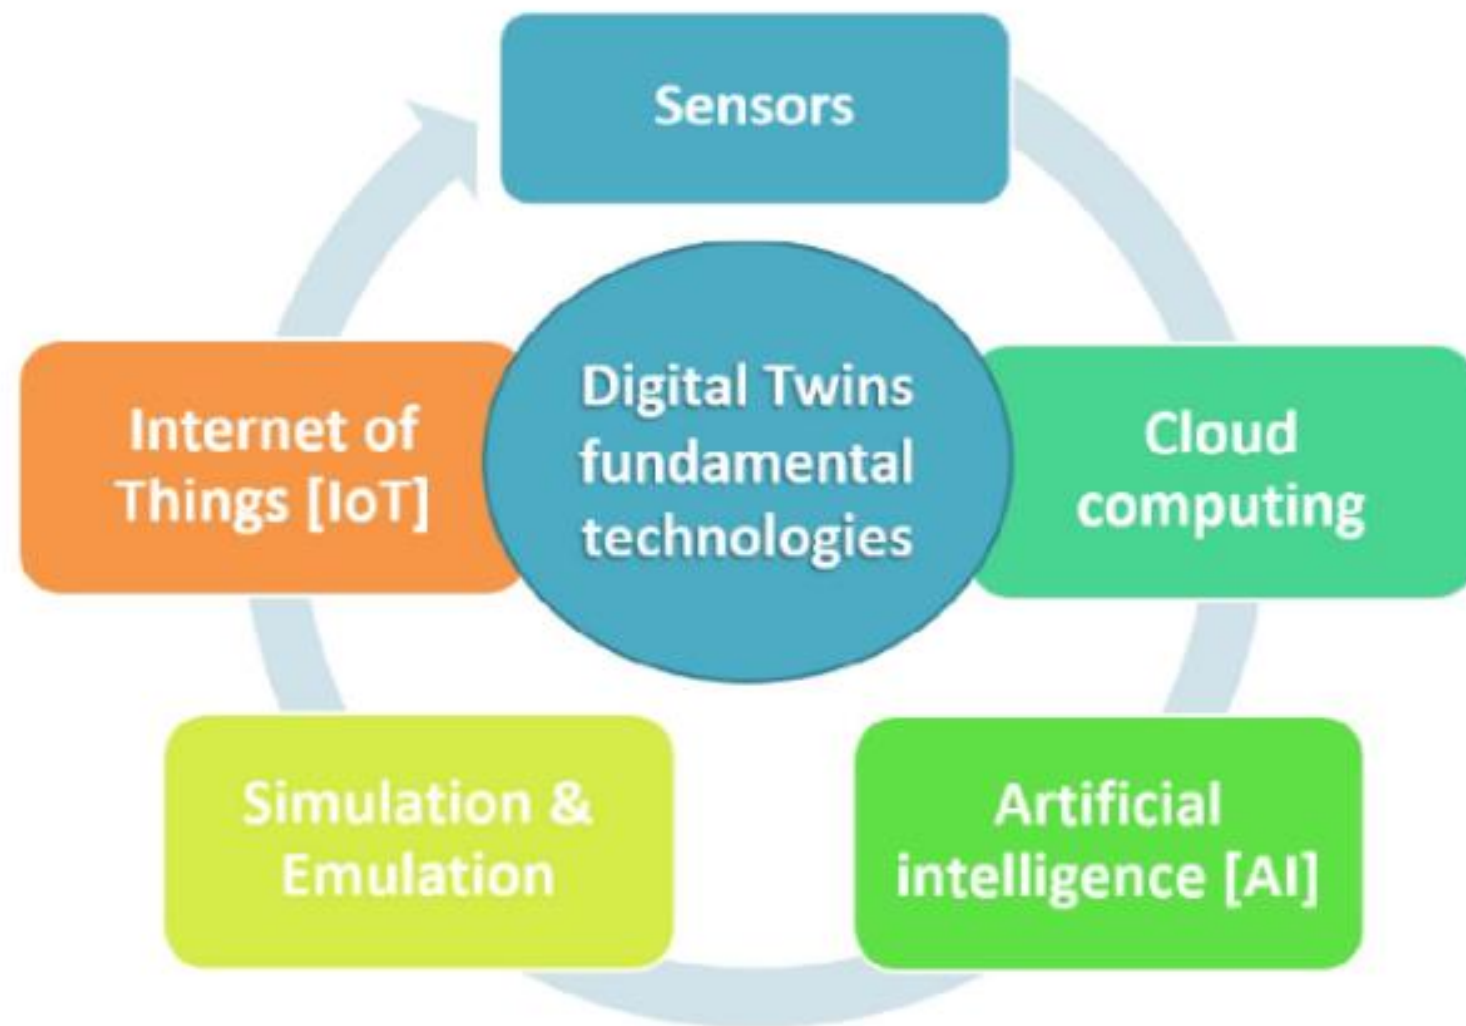 Sensors
Digital Twins
fundamental
technologies
Internet of
Things [IoT]
Cloud
computing
Simulation &
Emulation
Artificial
intelligence [AI]